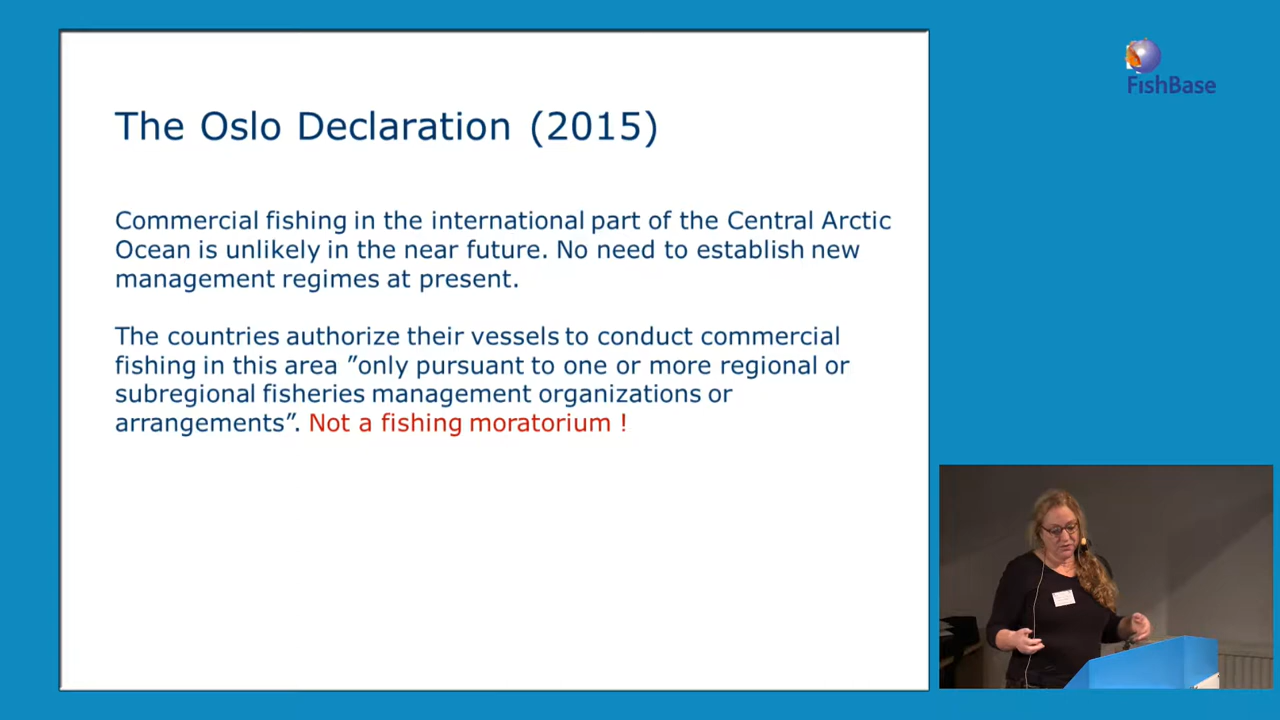 FishBase
The Oslo Declaration (2015)
Commercial fishing in the international part of the Central Arctic
Ocean is unlikely in the near future. No need to establish new
management regimes at present.
The countries authorize their vessels to conduct commercial
fishing in this area ”only pursuant to one or more regional or
subregional fisheries management organizations or
arrangements”. Not a fishing moratorium !